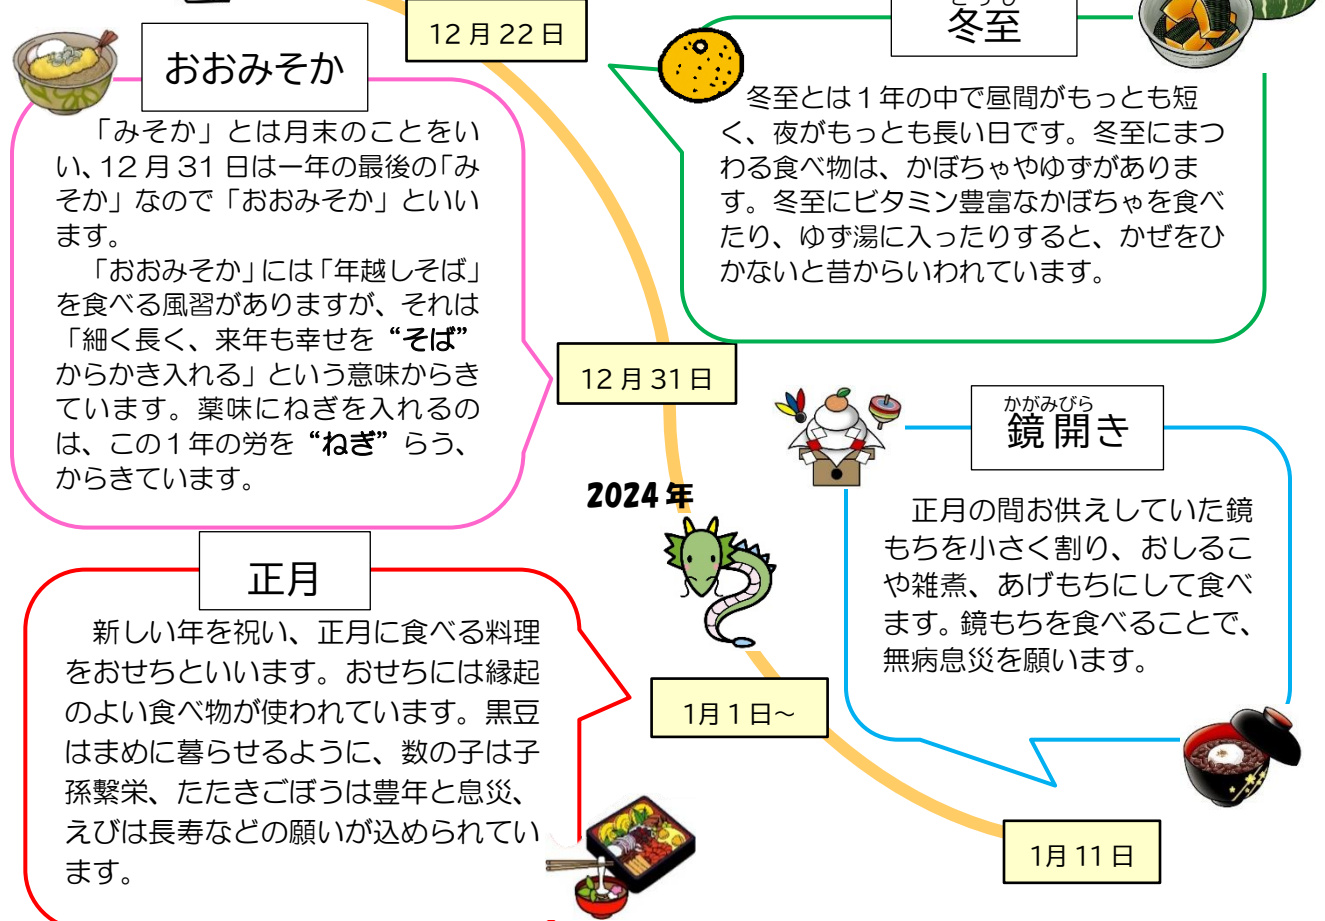 12月22日
冬至
冬至とは1年の中で昼間がもっとも短
く、夜がもっとも長い日です。冬至にまつ
わる食べ物は、かぼちゃやゆずがありま
す。冬至にビタミン豊富なかぼちゃを食べ
たり、ゆず湯に入ったりすると、かぜをひ
かないと昔からいわれています。
おおみそか
「みそか」とは月末のことをい
い、12月31日は一年の最後の「み
そか」なので「おおみそか」といい
ます。
「おおみそか」には「年越しそば」
を食べる風習がありますが、それは
「細く長く、来年も幸せを“そば”
からかき入れる」という意味からき
ています。薬味にねぎを入れるの
は、この1年の労を“ねぎ”らう、
からきています。
12月31日
2024年
正月
新しい年を祝い、正月に食べる料理
をおせちといいます。おせちには縁起
のよい食べ物が使われています。黒豆
はまめに暮らせるように、数の子は子
孫繫栄、たたきごぼうは豊年と息災、
えびは長寿などの願いが込められてい
ます。
1月1日～
かがみびら
鏡開き
正月の間お供えしていた鏡
もちを小さく割り、おしるこ
や雑煮、あげもちにして食べ
ます。鏡もちを食べることで、
無病息災を願います。
1月11日